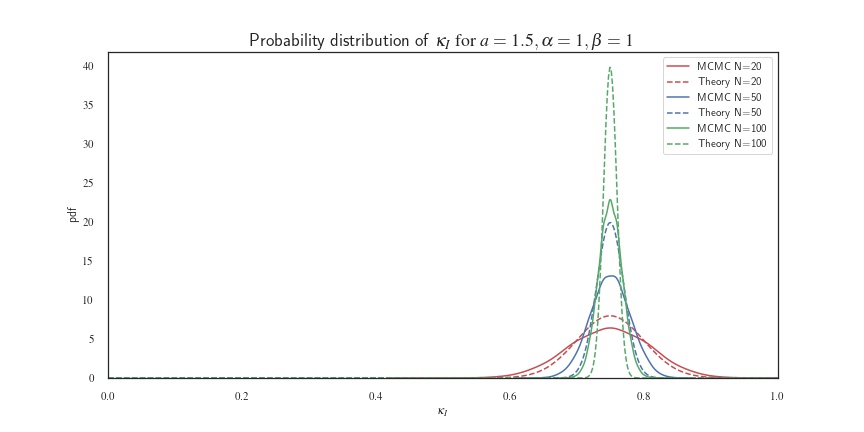 Probability distribution of κ_I for a = 1.5, α = 1, β = 1
MCMC N=20
Theory N=20
MCMC N=50
Theory N=50
MCMC N=100
Theory N=100
40
35
30
25
20
15
10
5
0
pdf
0.0 0.2 0.4 0.6 0.8 1.0
κ_I